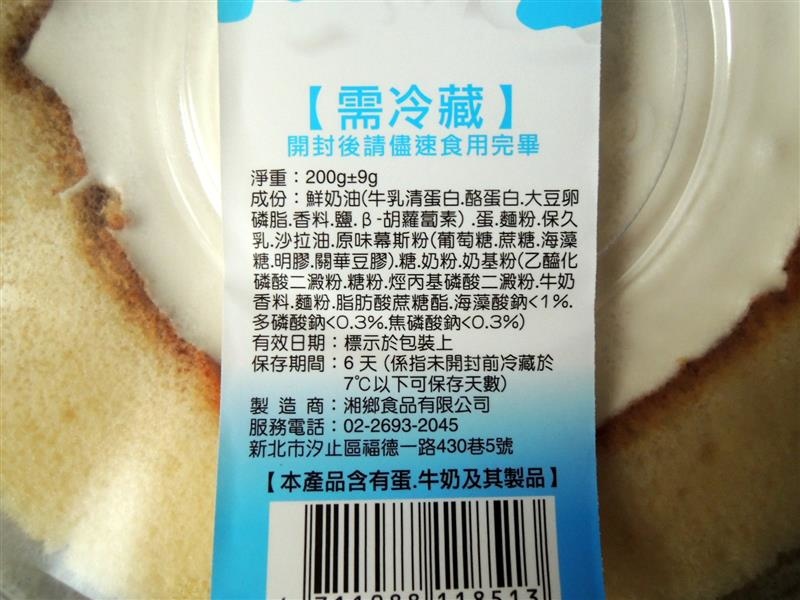 【需冷藏】
開封後請儘速食用完畢
淨重：200g±9g
成份：鮮奶油(牛乳清蛋白.酪蛋白.大豆卵
磷脂.香料.鹽.β-胡蘿蔔素).蛋.麵粉.保久
乳.沙拉油.原味幕斯粉(葡萄糖.蔗糖.海藻
糖.明膠.關華豆膠).糖.奶粉.奶基粉(乙醯化
磷酸二澱粉.糖粉.烴丙基磷酸二澱粉.牛奶
香料.麵粉.脂肪酸蔗糖酯.海藻酸鈉<1%.
多磷酸鈉<0.3%.焦磷酸鈉<0.3%)
有效日期：標示於包裝上
保存期間：6 天 (係指未開封前冷藏於
7℃以下可保存天數)
製造商：湘鄉食品有限公司
服務電話：02-2693-2045
新北市汐止區福德一路430巷5號
【本產品含有蛋.牛奶及其製品】
4 711988 118513